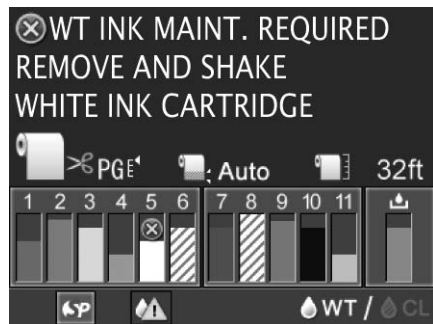 WT INK MAINT. REQUIRED
REMOVE AND SHAKE
WHITE INK CARTRIDGE
PGE : Auto 32ft
1 2 3 4 5 6 7 8 9 10 11
P WT / CL